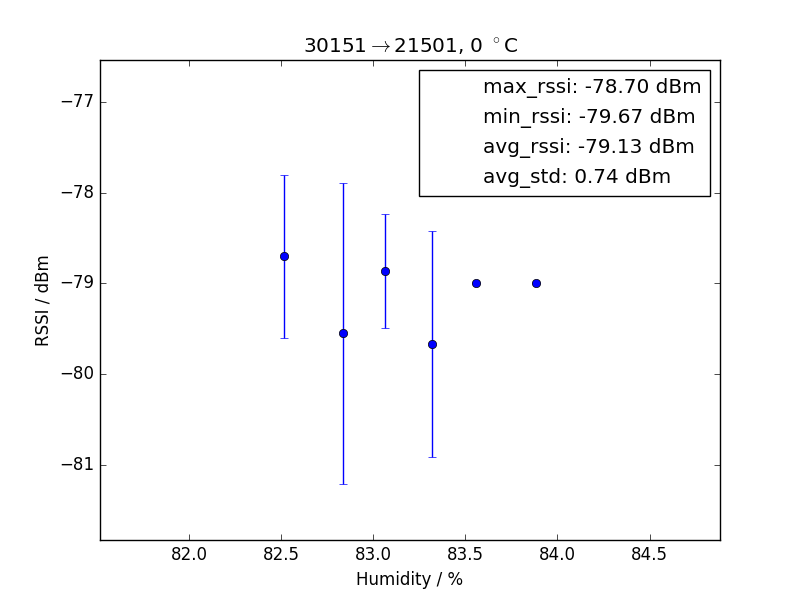 30151→21501, 0 °C
max_rssi: -78.70 dBm
min_rssi: -79.67 dBm
avg_rssi: -79.13 dBm
avg_std: 0.74 dBm
−77
−78
−79
−80
−81
RSSI / dBm
82.0 82.5 83.0 83.5 84.0 84.5
Humidity / %